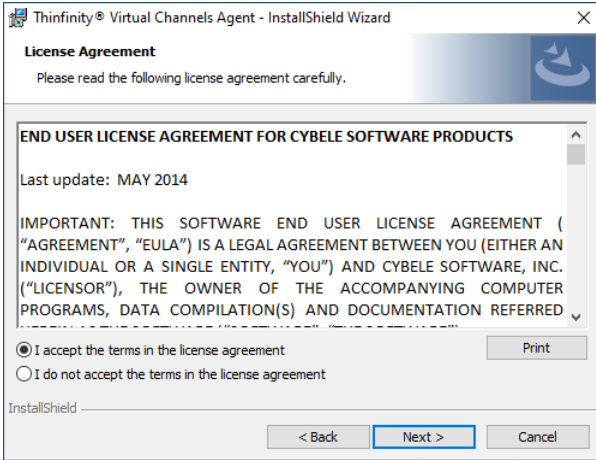 Thinfinity® Virtual Channels Agent - InstallShield Wizard
License Agreement
Please read the following license agreement carefully.
END USER LICENSE AGREEMENT FOR CYBELE SOFTWARE PRODUCTS
Last update: MAY 2014
IMPORTANT: THIS SOFTWARE END USER LICENSE AGREEMENT (
“AGREEMENT”, “EULA”) IS A LEGAL AGREEMENT BETWEEN YOU (EITHER AN
INDIVIDUAL OR A SINGLE ENTITY, “YOU”) AND CYBELE SOFTWARE, INC.
(“LICENSOR”), THE OWNER OF THE ACCOMPANYING COMPUTER
PROGRAMS, DATA COMPILATION(S) AND DOCUMENTATION REFERRED
I accept the terms in the license agreement
Print
I do not accept the terms in the license agreement
InstallShield
< Back
Next >
Cancel